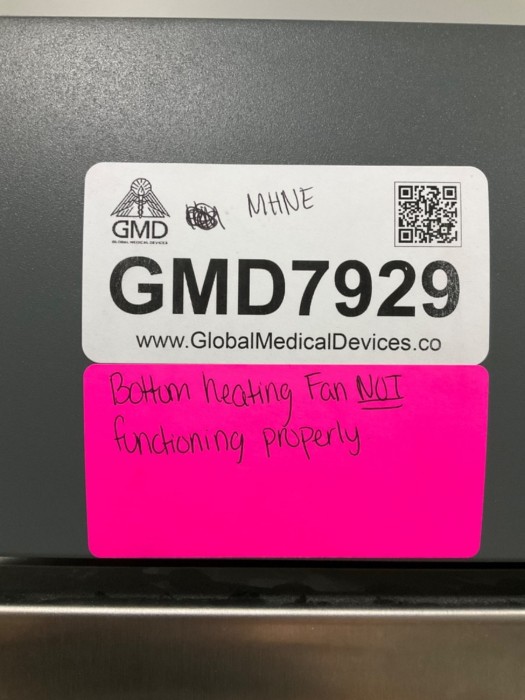 MHNE
GMD
GLOBAL MEDICAL DEVICES
GMD7929
www.GlobalMedicalDevices.co
Bottom heating Fan NOT
functioning properly